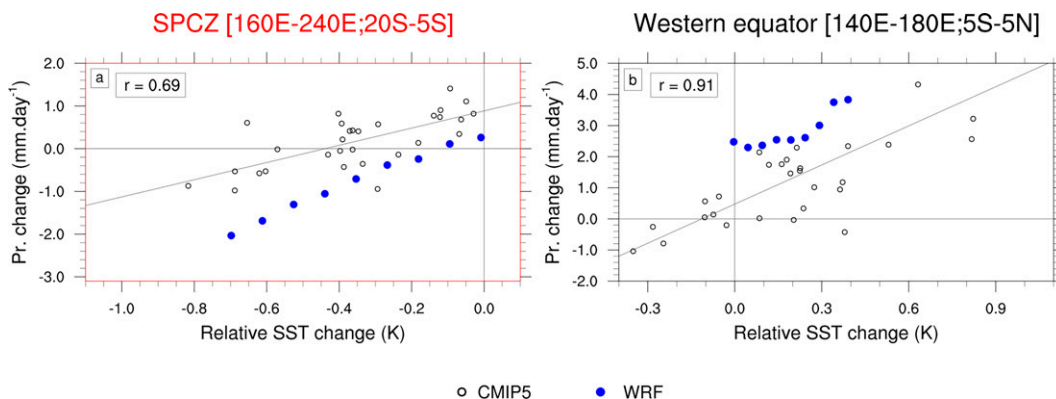 SPCZ [160E-240E;20S-5S]
a
r = 0.69
Pr. change (mm.day⁻¹)
2.0
1.0
0.0
-1.0
-2.0
-3.0
-1.0 -0.8 -0.6 -0.4 -0.2 0.0
Relative SST change (K)
Western equator [140E-180E;5S-5N]
b
r = 0.91
Pr. change (mm.day⁻¹)
5.0
4.0
3.0
2.0
1.0
0.0
-1.0
-2.0
-0.3 0.0 0.3 0.6 0.9
Relative SST change (K)
CMIP5 WRF